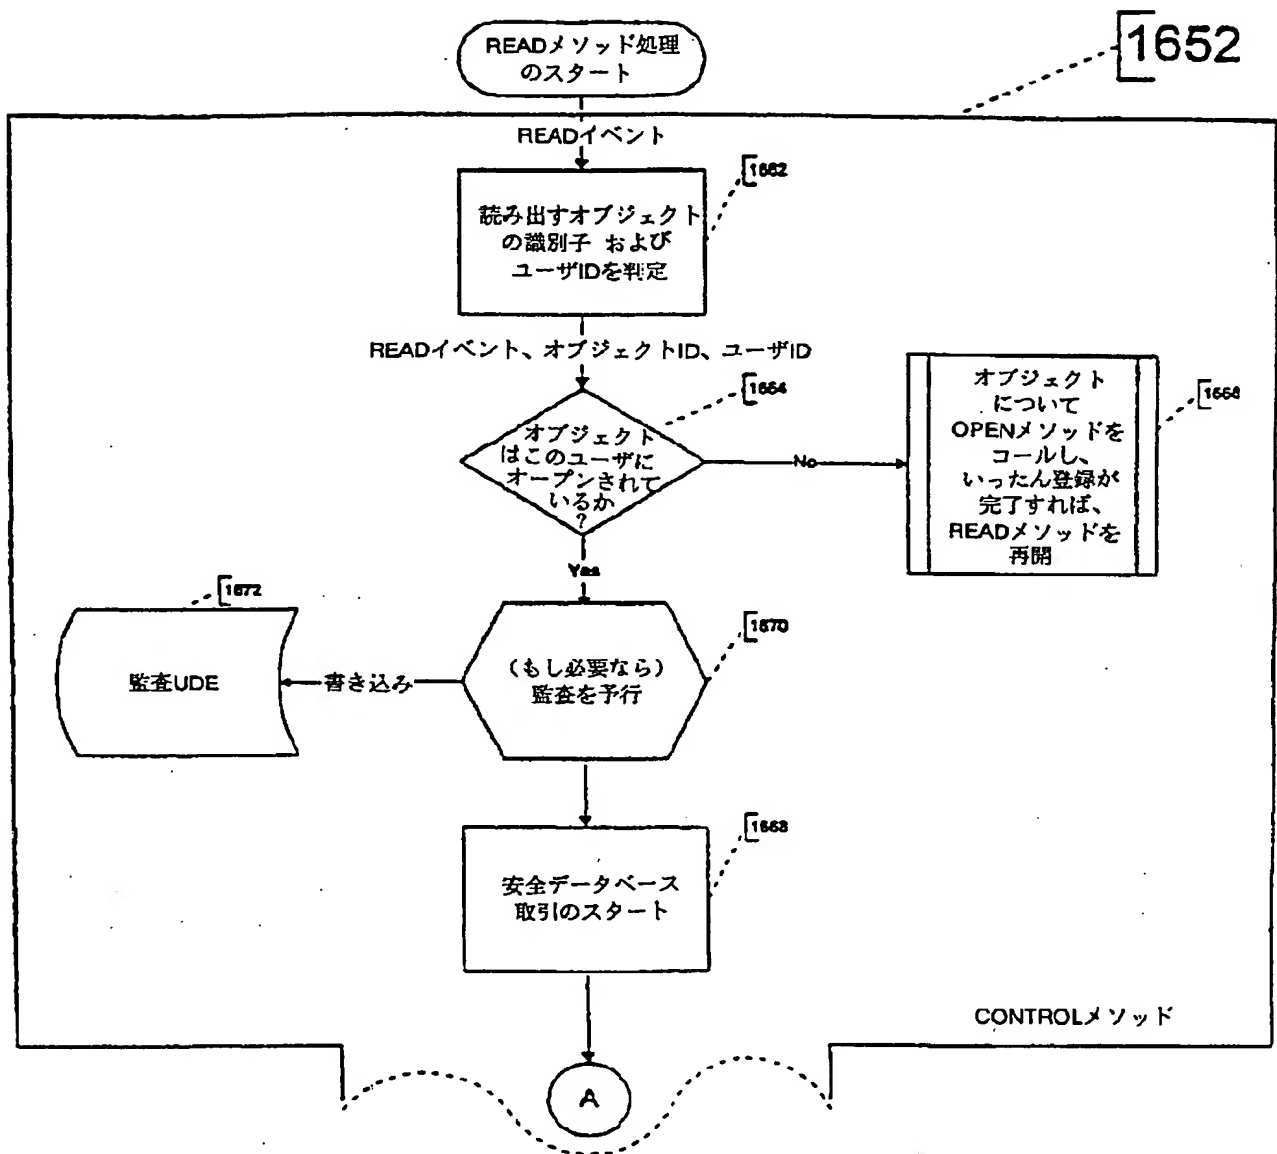 READメソッド処理
のスタート
1652
READイベント
1662
読み出すオブジェクト
の識別子 および
ユーザIDを判定
READイベント、オブジェクトID、ユーザID
1664
オブジェクト
はこのユーザに
オープンされて
いるか
?
No
オブジェクト
について
OPENメソッドを
コールし、
いったん登録が
完了すれば、
READメソッドを
再開
Yes
1672
監査UDE
書き込み
1670
(もし必要なら)
監査を予行
安全データベース
取引のスタート
CONTROLメソッド
A